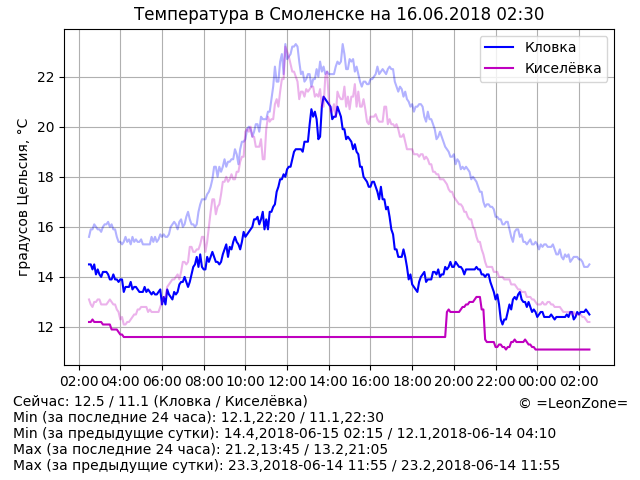 Температура в Смоленске на 16.06.2018 02:30
Кловка
Киселёвка
градусов Цельсия, °C
22
20
18
16
14
12
02:00 04:00 06:00 08:00 10:00 12:00 14:00 16:00 18:00 20:00 22:00 00:00 02:00
Сейчас: 12.5 / 11.1 (Кловка / Киселёвка)
© =LeonZone=
Min (за последние 24 часа): 12.1,22:20 / 11.1,22:30
Min (за предыдущие сутки): 14.4,2018-06-15 02:15 / 12.1,2018-06-14 04:10
Max (за последние 24 часа): 21.2,13:45 / 13.2,21:05
Max (за предыдущие сутки): 23.3,2018-06-14 11:55 / 23.2,2018-06-14 11:55